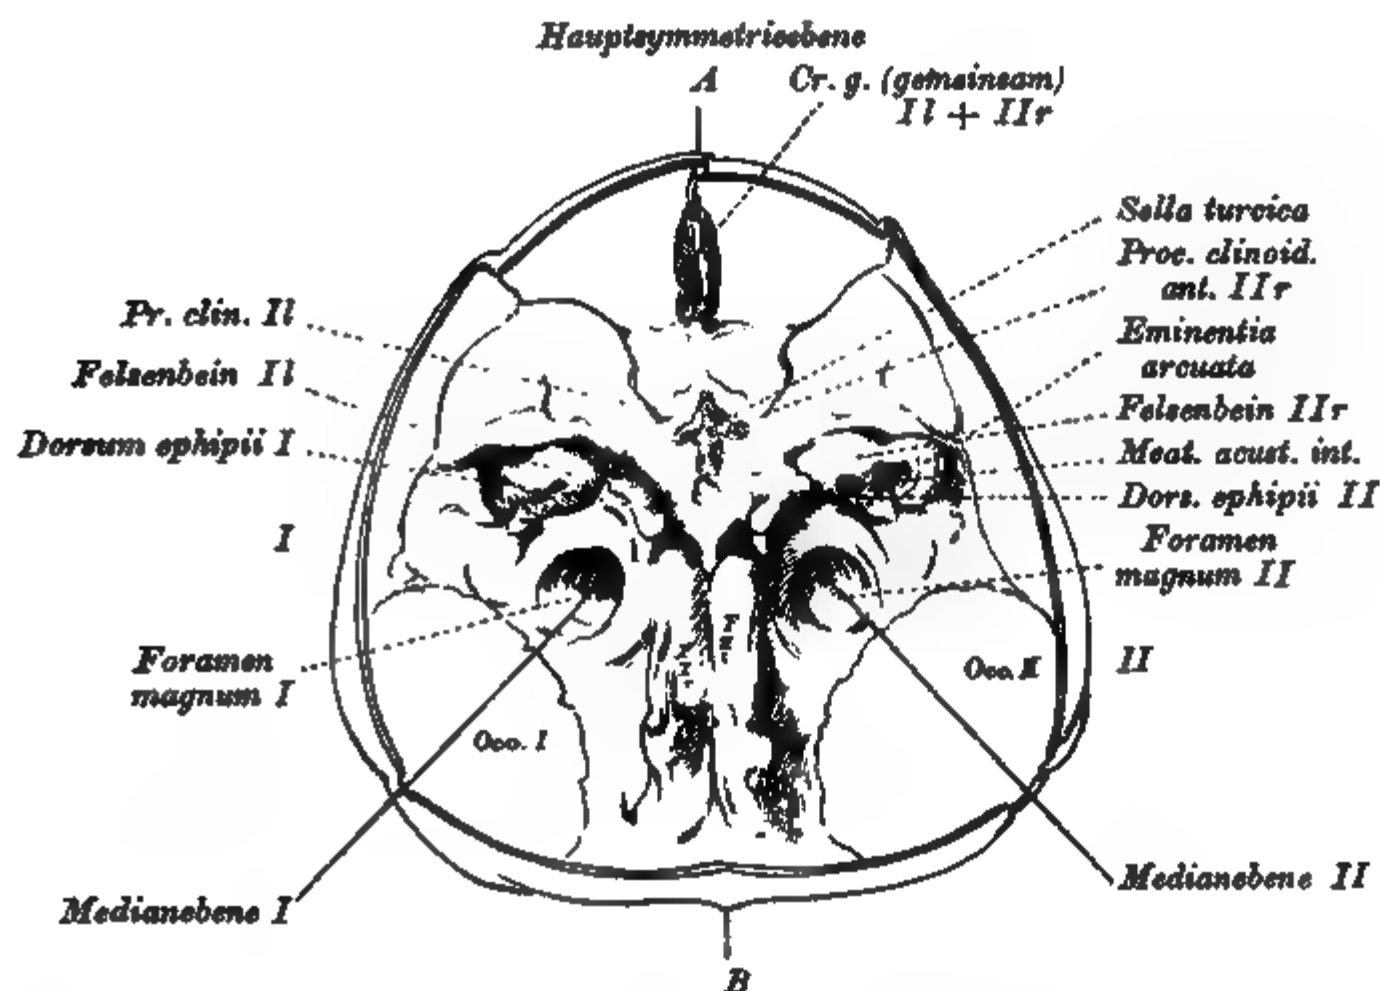 Hauptsymmetrieebene
A
Cr. g. (gemeinsam)
Il + IIr
Sella turcica
Proc. clinoid.
ant. IIr
Eminentia
arcuata
Felsenbein IIr
Meat. acust. int.
Dors. ephipii II
Foramen
magnum II
II
Medianebene II
Pr. clin. Il
Felsenbein Il
Dorsum ephipii I
I
Foramen
magnum I
Medianebene I
Occ. I
Occ. II
B